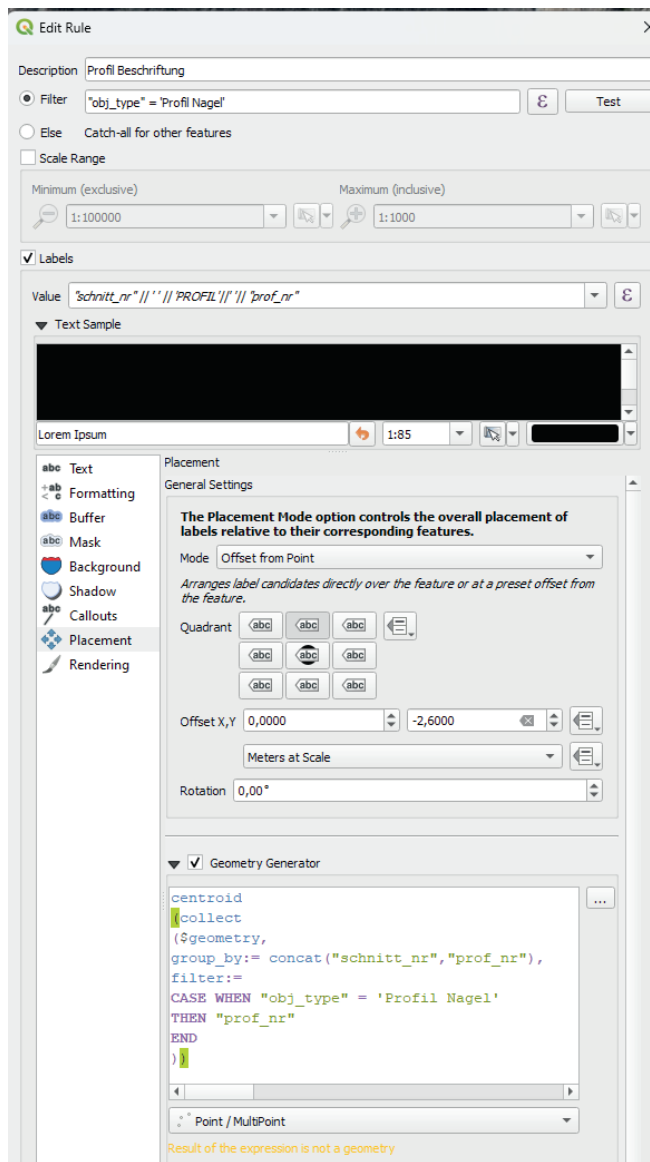 Edit Rule
Description Profil Beschriftung
Filter "obj_type" = 'Profil Nagel' ε Test
Else Catch-all for other features
Scale Range
Minimum (exclusive) Maximum (inclusive)
1:100000 1:1000
Labels
Value "schnitt_nr" || ' ' || 'PROFIL'||' '|| "prof_nr" ε
Text Sample
Lorem Ipsum 1:85
abc Text
Placement
General Settings
+ab < c Formatting
abc Buffer
The Placement Mode option controls the overall placement of
labels relative to their corresponding features.
abc Mask
Mode Offset from Point
Background
Arranges label candidates directly over the feature or at a preset offset from
the feature.
Shadow
abc Callouts
Quadrant abc abc abc
Placement
abc abc abc
Rendering
abc abc abc
Offset X,Y 0,0000 -2,6000
Meters at Scale
Rotation 0,00°
Geometry Generator
centroid
(collect
($geometry,
group_by:= concat("schnitt_nr","prof_nr"),
filter:=
CASE WHEN "obj_type" = 'Profil Nagel'
THEN "prof_nr"
END
))
...
Point / MultiPoint
Result of the expression is not a geometry